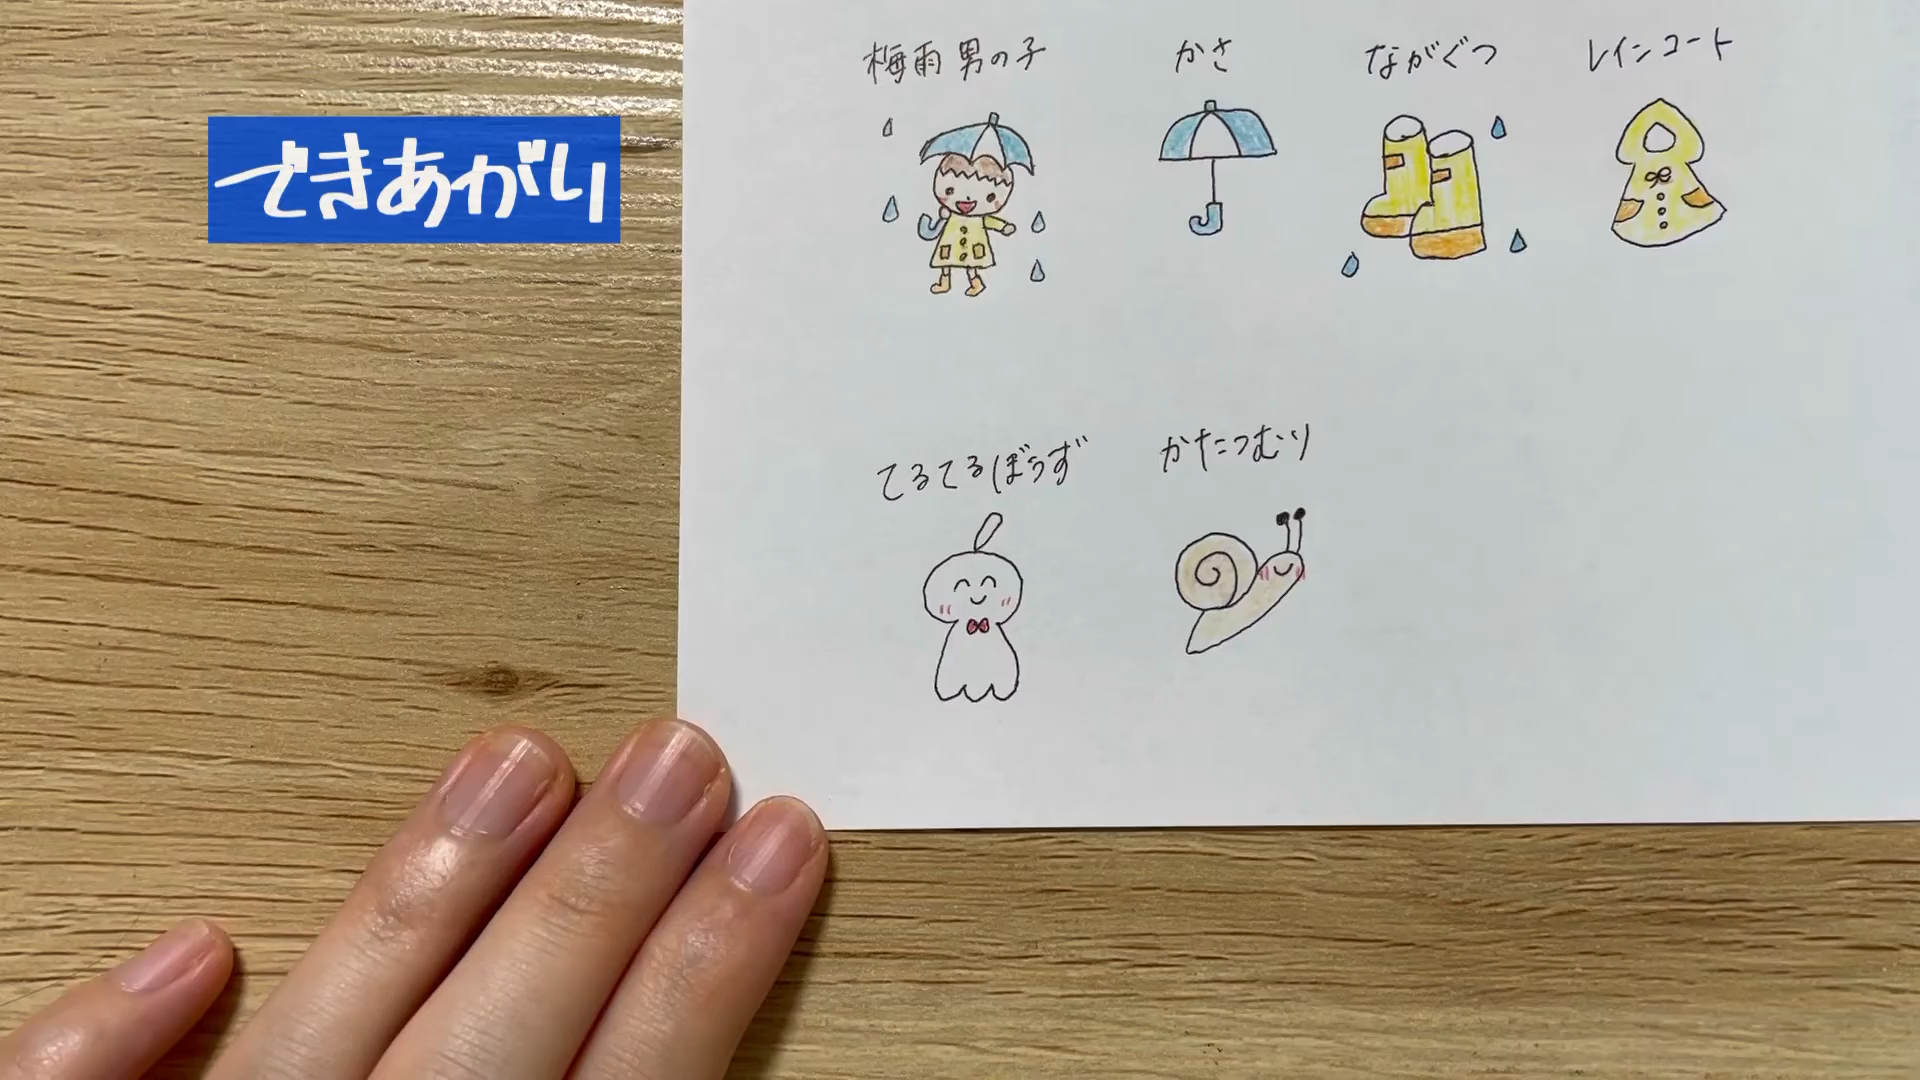 できあがり
梅雨 男の子
かさ
ながぐつ
レインコート
てるてるぼうず
かたつむり